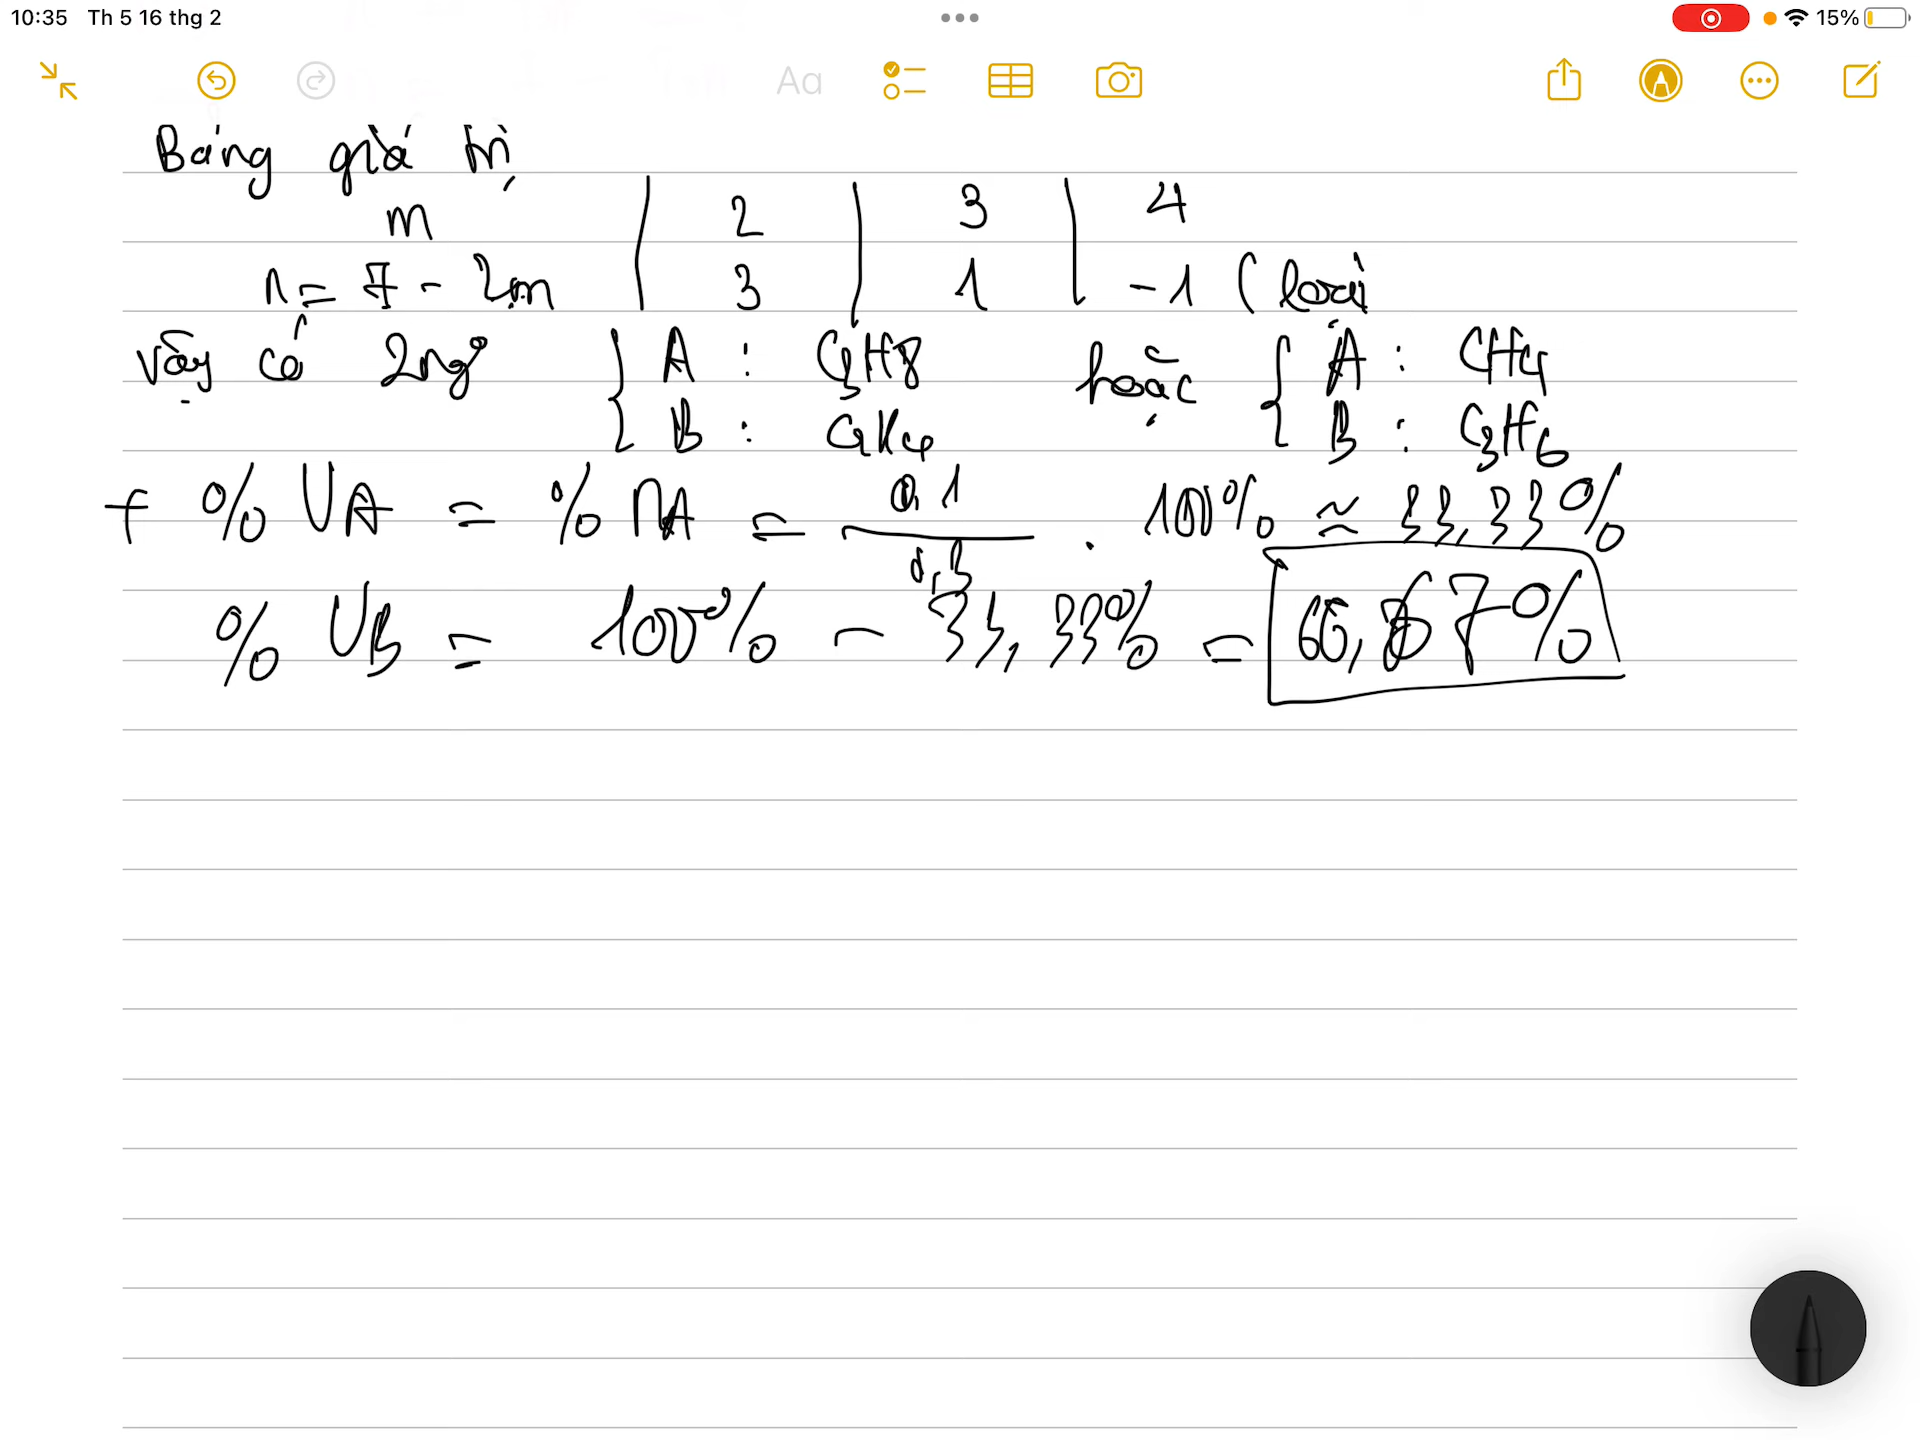 10:35 Th 5 16 thg 2 15%
Aa
Bảng giá trị
m | 2 | 3 | 4
n = 7 - 2m | 3 | 1 | -1 (loại
Vậy có 2 no { A : C3H8 hoặc { A : CH4
B : C2H4 B : C3H6
+ % VA = % nA = 0,1 / 0,3 . 100% ≈ 33,33%
% VB = 100% - 33,33% = 66,67%